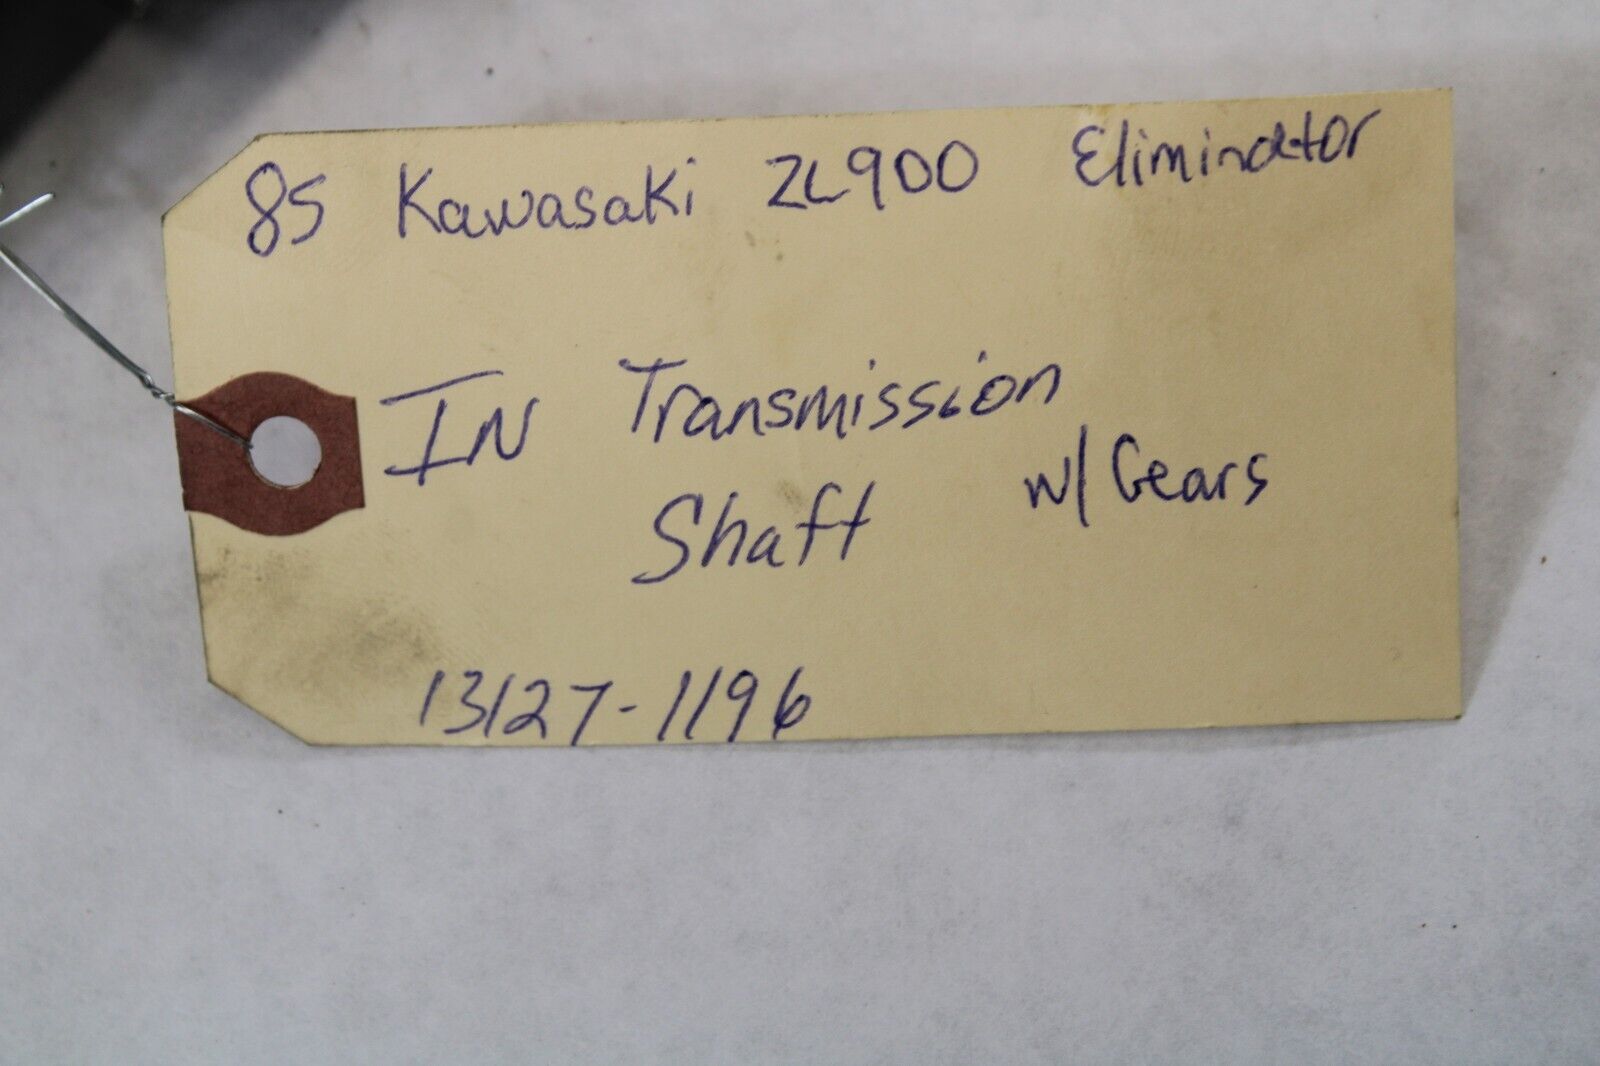 85 Kawasaki ZL900 Eliminator
IN Transmission
Shaft w/ Gears
13127-1196